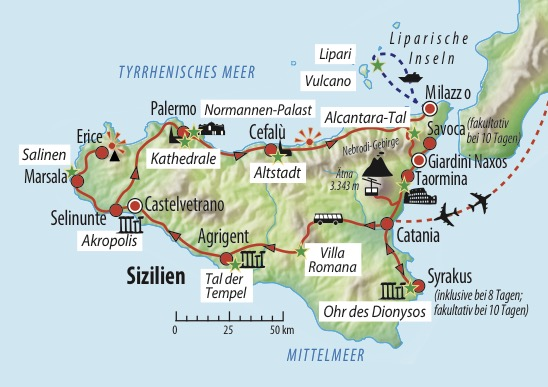 Liparische
Inseln
Lipari
Vulcano
TYRRHENISCHES MEER
Milazzo
Palermo
Normannen-Palast
Alcantara-Tal
Cefalù
Savoca
(fakultativ
bei 10 Tagen)
Erice
Nebrodi-Gebirge
Salinen
Kathedrale
Altstadt
Giardini Naxos
Ätna
3.343 m
Taormina
Marsala
Castelvetrano
Selinunte
Akropolis
Agrigent
Catania
Villa
Romana
Sizilien
Tal der
Tempel
Syrakus
(inklusive bei 8 Tagen;
fakultativ bei 10 Tagen)
Ohr des Dionysos
0 25 50 km
MITTELMEER